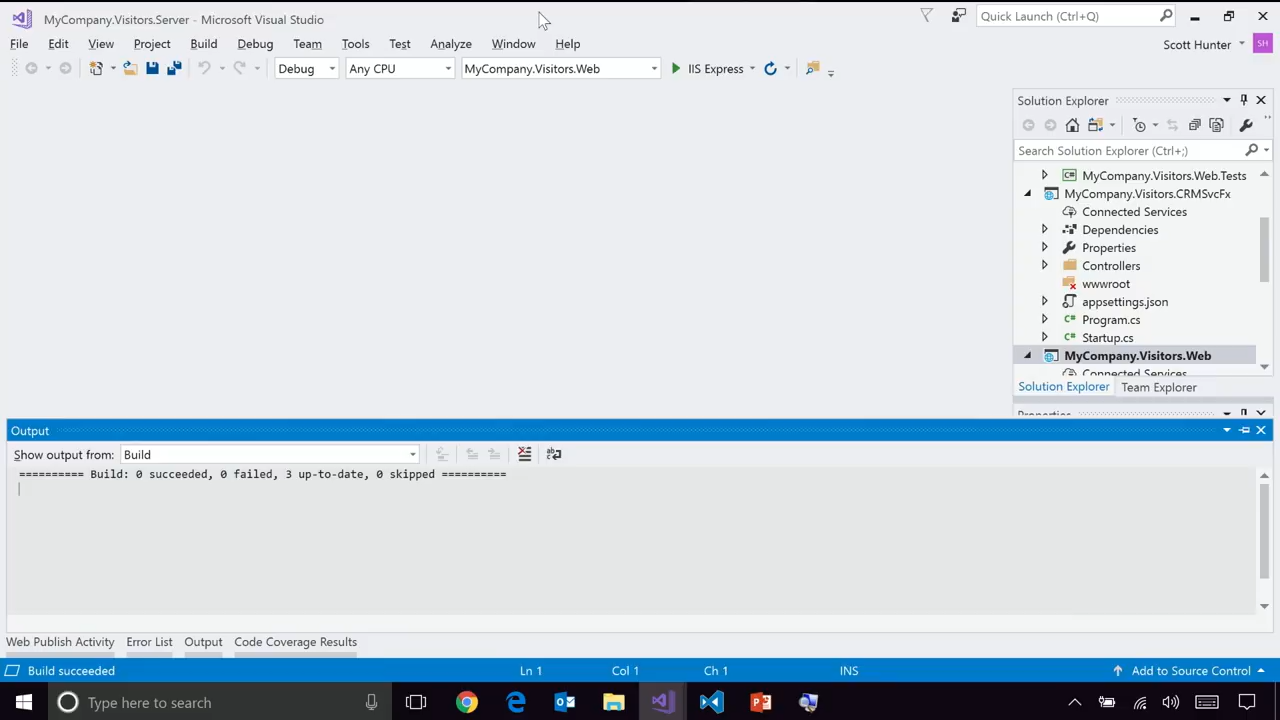 MyCompany.Visitors.Server - Microsoft Visual Studio
Quick Launch (Ctrl+Q)
File Edit View Project Build Debug Team Tools Test Analyze Window Help
Scott Hunter SH
Debug Any CPU MyCompany.Visitors.Web IIS Express
Solution Explorer
Search Solution Explorer (Ctrl+;)
MyCompany.Visitors.Web.Tests
MyCompany.Visitors.CRMSvcFx
Connected Services
Dependencies
Properties
Controllers
wwwroot
appsettings.json
Program.cs
Startup.cs
MyCompany.Visitors.Web
Connected Services
Solution Explorer Team Explorer
Properties
Output
Show output from: Build
========== Build: 0 succeeded, 0 failed, 3 up-to-date, 0 skipped ==========
Web Publish Activity Error List Output Code Coverage Results
Build succeeded Ln 1 Col 1 Ch 1 INS Add to Source Control
Type here to search